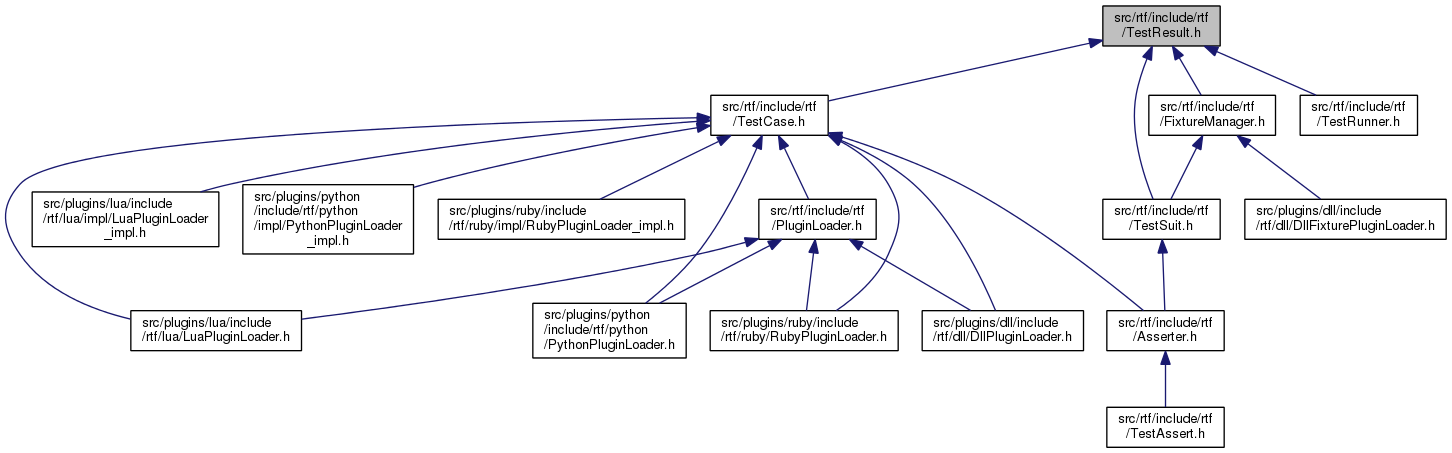 src/rtf/include/rtf
/TestResult.h
src/rtf/include/rtf
/TestCase.h
src/rtf/include/rtf
/FixtureManager.h
src/rtf/include/rtf
/TestRunner.h
src/plugins/lua/include
/rtf/lua/impl/LuaPluginLoader
_impl.h
src/plugins/python
/include/rtf/python
/impl/PythonPluginLoader
_impl.h
src/plugins/ruby/include
/rtf/ruby/impl/RubyPluginLoader_impl.h
src/rtf/include/rtf
/PluginLoader.h
src/rtf/include/rtf
/TestSuit.h
src/plugins/dll/include
/rtf/dll/DllFixturePluginLoader.h
src/plugins/lua/include
/rtf/lua/LuaPluginLoader.h
src/plugins/python
/include/rtf/python
/PythonPluginLoader.h
src/plugins/ruby/include
/rtf/ruby/RubyPluginLoader.h
src/plugins/dll/include
/rtf/dll/DllPluginLoader.h
src/rtf/include/rtf
/Asserter.h
src/rtf/include/rtf
/TestAssert.h